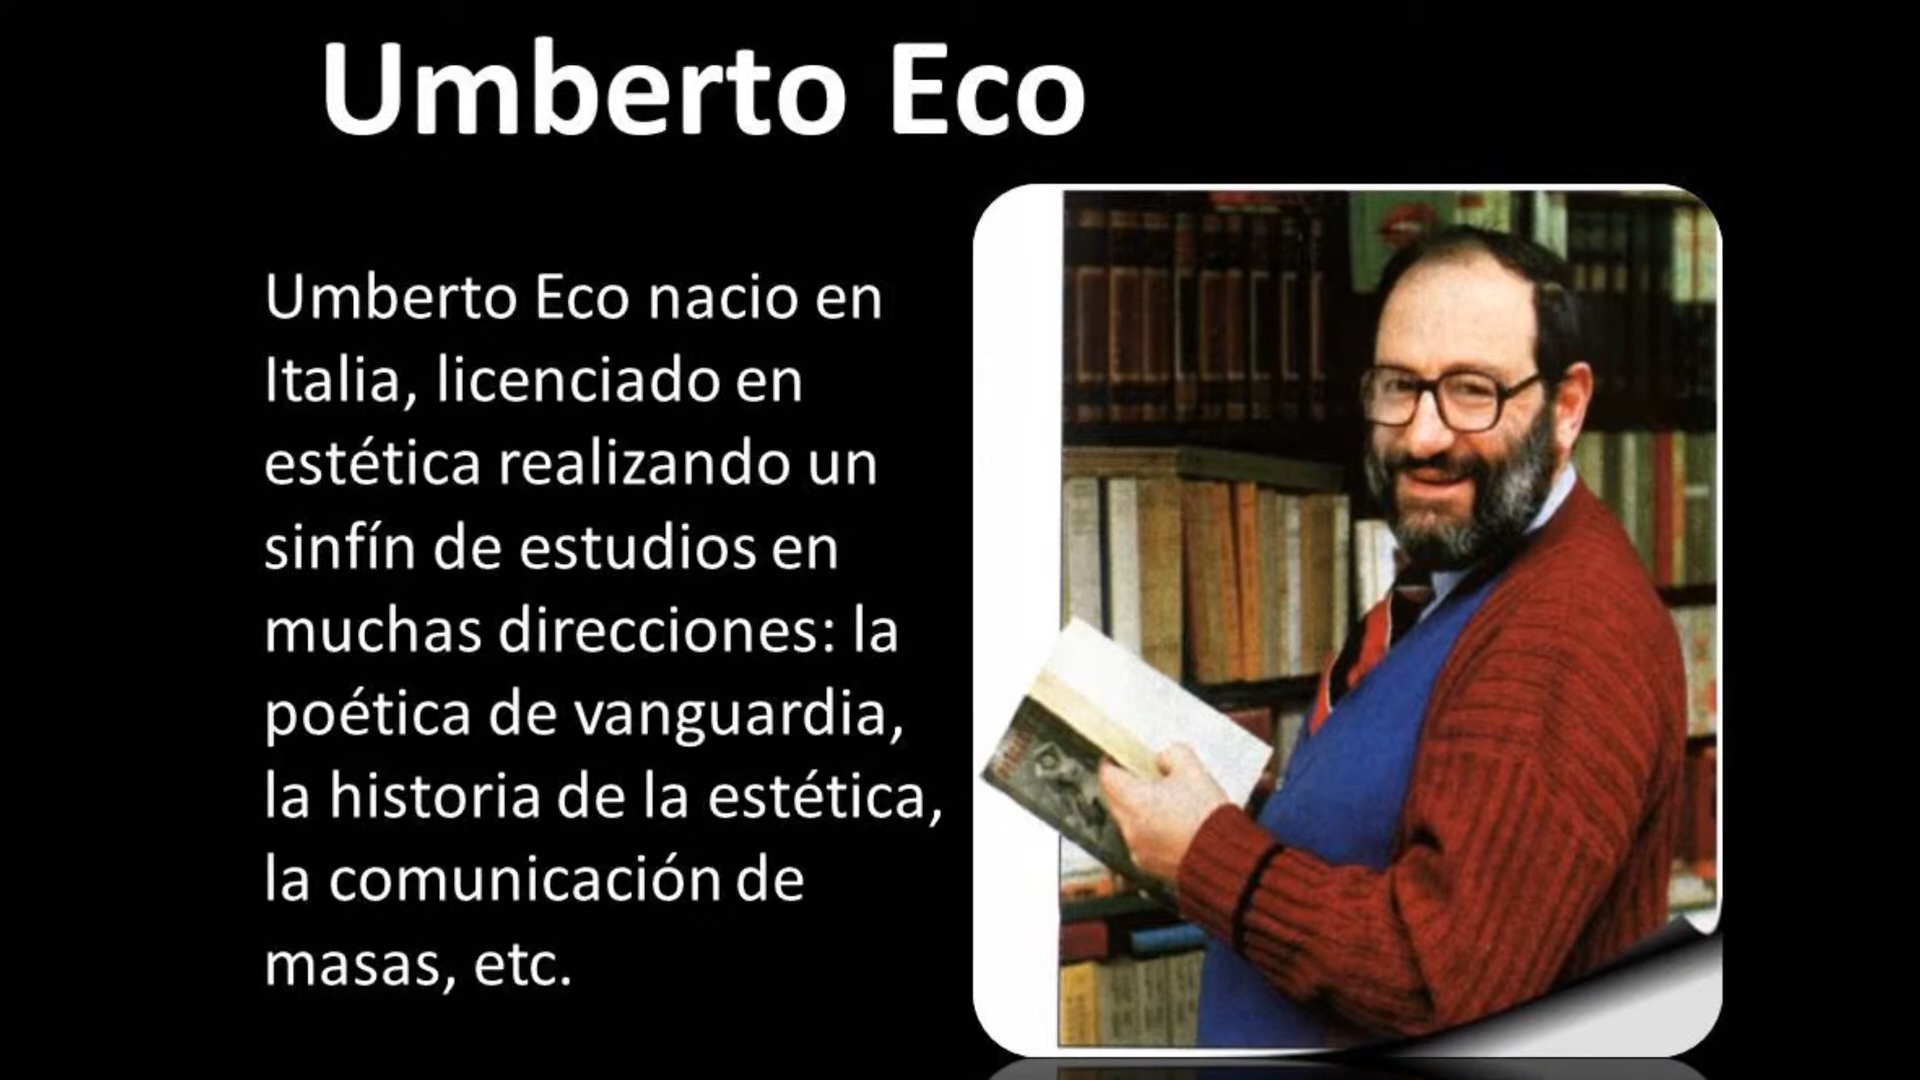 Umberto Eco
Umberto Eco nacio en
Italia, licenciado en
estética realizando un
sinfín de estudios en
muchas direcciones: la
poética de vanguardia,
la historia de la estética,
la comunicación de
masas, etc.